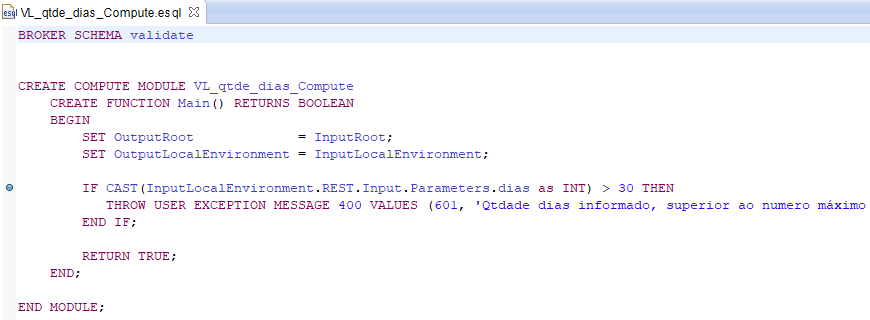 VL_qtde_dias_Compute.esql
BROKER SCHEMA validate
CREATE COMPUTE MODULE VL_qtde_dias_Compute
CREATE FUNCTION Main() RETURNS BOOLEAN
BEGIN
SET OutputRoot = InputRoot;
SET OutputLocalEnvironment = InputLocalEnvironment;
IF CAST(InputLocalEnvironment.REST.Input.Parameters.dias as INT) > 30 THEN
THROW USER EXCEPTION MESSAGE 400 VALUES (601, 'Qtdade dias informado, superior ao numero máximo
END IF;
RETURN TRUE;
END;
END MODULE;